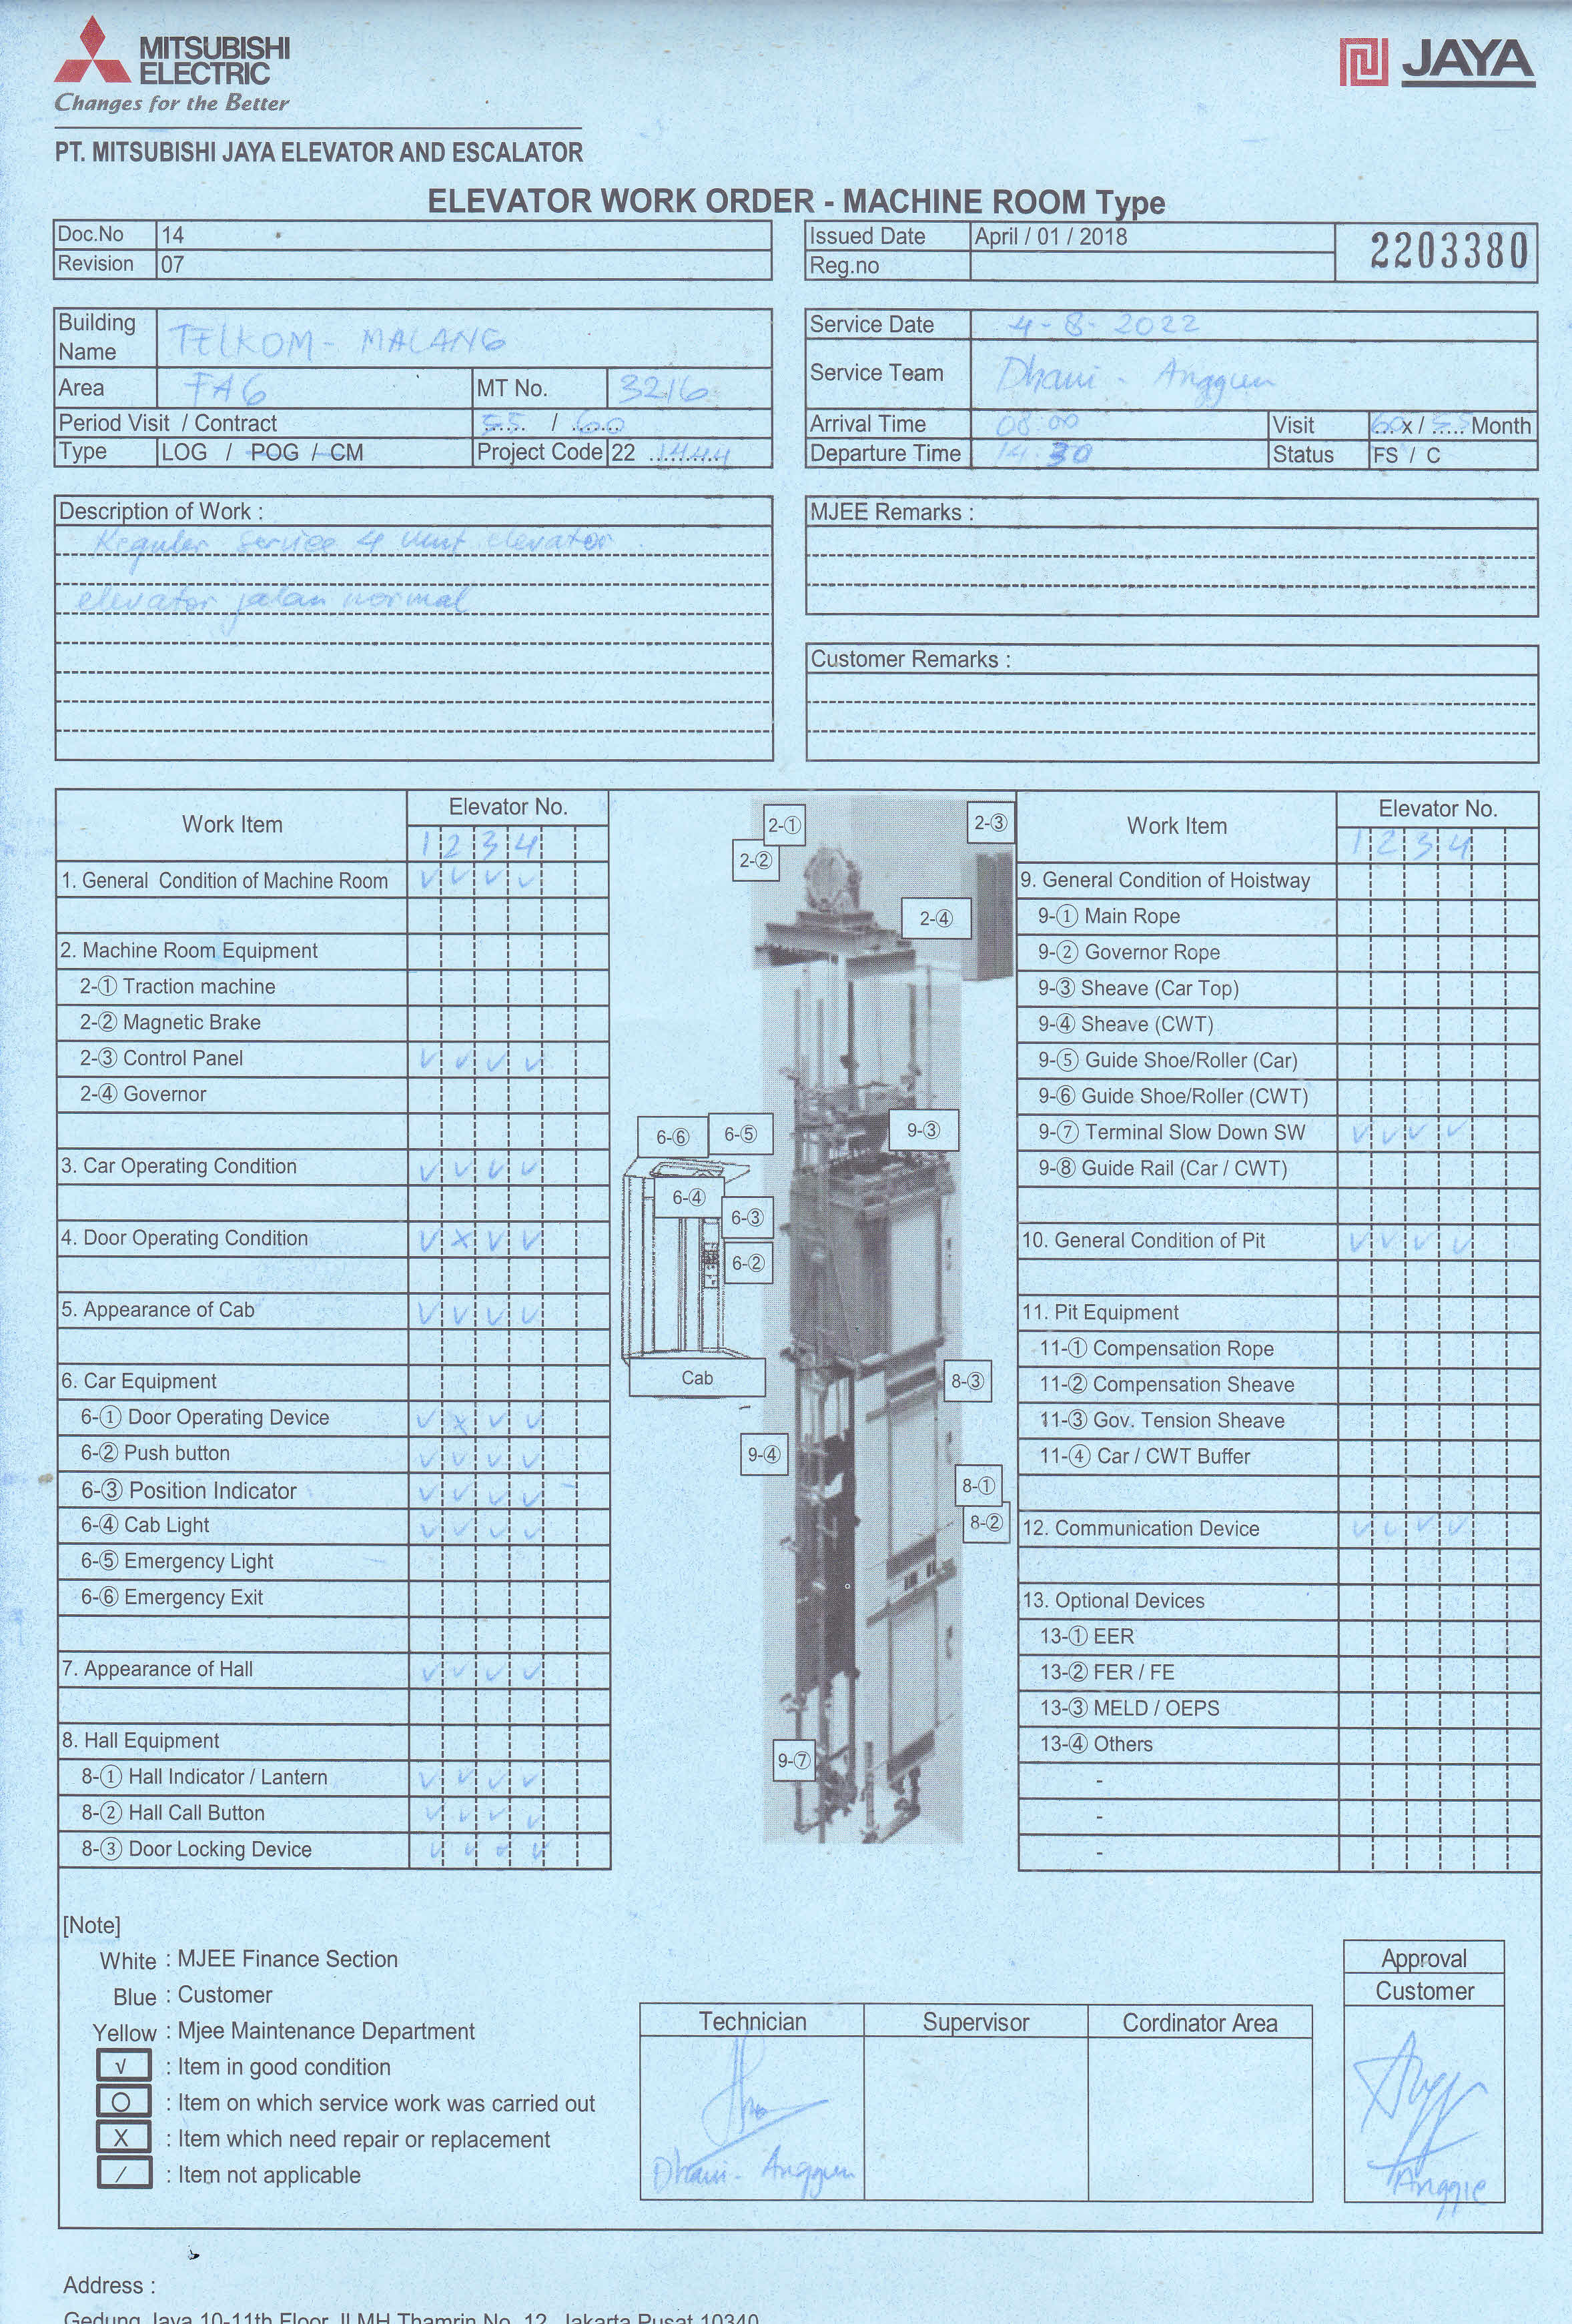 MITSUBISHI
ELECTRIC
Changes for the Better
JAYA
PT. MITSUBISHI JAYA ELEVATOR AND ESCALATOR
ELEVATOR WORK ORDER - MACHINE ROOM Type
Doc.No 14
Revision 07
Issued Date April / 01 / 2018
Reg.no
2203380
Building Name TELKOM - MALANG
Area FA6 MT No. 3216
Period Visit / Contract 55 / 60
Type LOG / POG / CM Project Code 22 1444
Service Date 4-8-2022
Service Team Dhani - Anggun
Arrival Time 08.00 Visit 60 x / 55 Month
Departure Time 14.30 Status FS / C
Description of Work :
Reguler service 4 unit elevator
elevator jalan normal
MJEE Remarks :
Customer Remarks :
Work Item Elevator No.
1 2 3 4
1. General Condition of Machine Room √ √ √ √
2. Machine Room Equipment
2-① Traction machine
2-② Magnetic Brake
2-③ Control Panel √ √ √ √
2-④ Governor
3. Car Operating Condition √ √ √ √
4. Door Operating Condition √ X √ √
5. Appearance of Cab √ √ √ √
6. Car Equipment
6-① Door Operating Device √ X √ √
6-② Push button √ √ √ √
6-③ Position Indicator √ √ √ √
6-④ Cab Light √ √ √ √
6-⑤ Emergency Light
6-⑥ Emergency Exit
7. Appearance of Hall √ √ √ √
8. Hall Equipment
8-① Hall Indicator / Lantern √ √ √ √
8-② Hall Call Button √ √ √ √
8-③ Door Locking Device √ √ √ √
2-① 2-③
2-②
2-④
9-③
6-⑥ 6-⑤
6-④
6-③
6-②
Cab
8-③
9-④
8-①
8-②
9-⑦
Work Item Elevator No.
1 2 3 4
9. General Condition of Hoistway
9-① Main Rope
9-② Governor Rope
9-③ Sheave (Car Top)
9-④ Sheave (CWT)
9-⑤ Guide Shoe/Roller (Car)
9-⑥ Guide Shoe/Roller (CWT)
9-⑦ Terminal Slow Down SW √ √ √ √
9-⑧ Guide Rail (Car / CWT)
10. General Condition of Pit √ √ √ √
11. Pit Equipment
11-① Compensation Rope
11-② Compensation Sheave
11-③ Gov. Tension Sheave
11-④ Car / CWT Buffer
12. Communication Device √ √ √ √
13. Optional Devices
13-① EER
13-② FER / FE
13-③ MELD / OEPS
13-④ Others
-
-
-
[Note]
White : MJEE Finance Section
Blue : Customer
Yellow : Mjee Maintenance Department
√ : Item in good condition
O : Item on which service work was carried out
X : Item which need repair or replacement
/ : Item not applicable
Technician Supervisor Cordinator Area
Dhani - Anggun
Approval
Customer
Anggie
Address :
Gedung Jaya 10-11th Floor, Jl.MH.Thamrin No. 12, Jakarta Pusat 10340